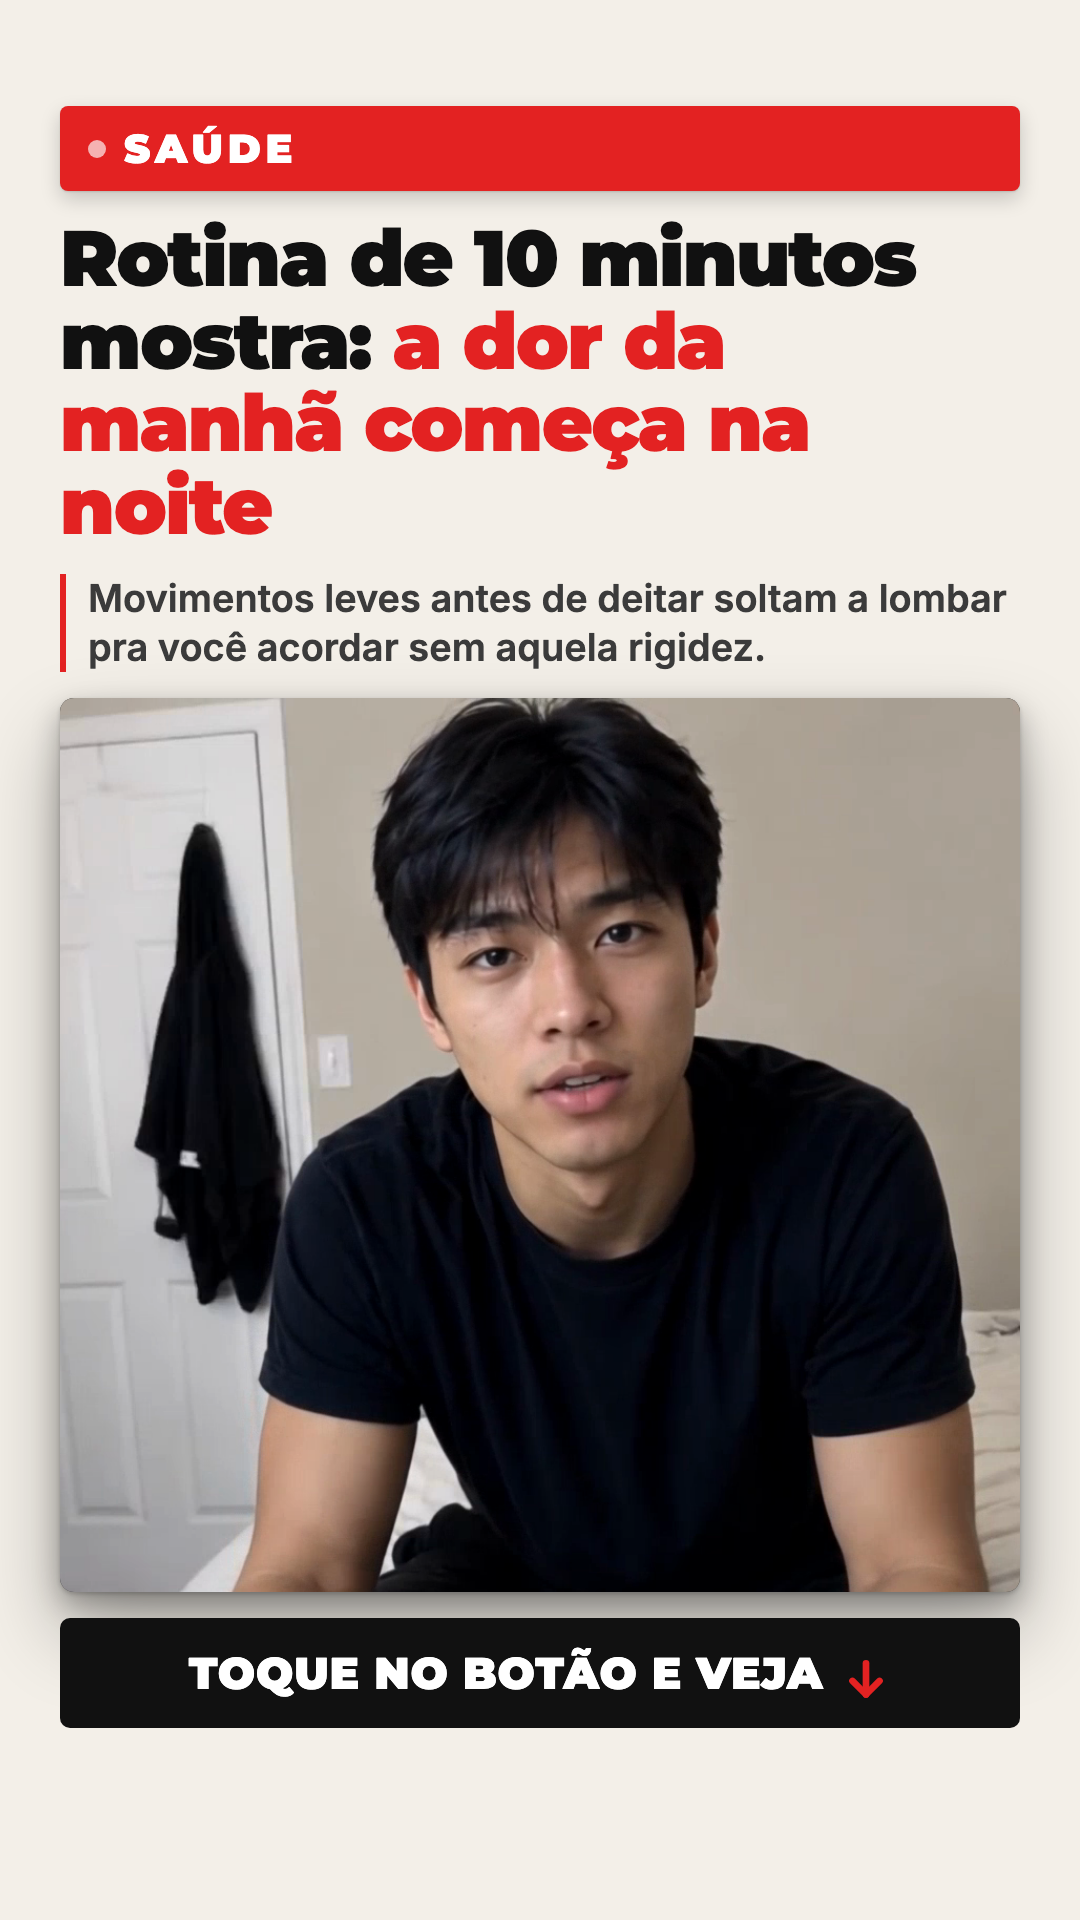 SAÚDE
Rotina de 10 minutos
mostra: a dor da
manhã começa na
noite
Movimentos leves antes de deitar soltam a lombar
pra você acordar sem aquela rigidez.
TOQUE NO BOTÃO E VEJA